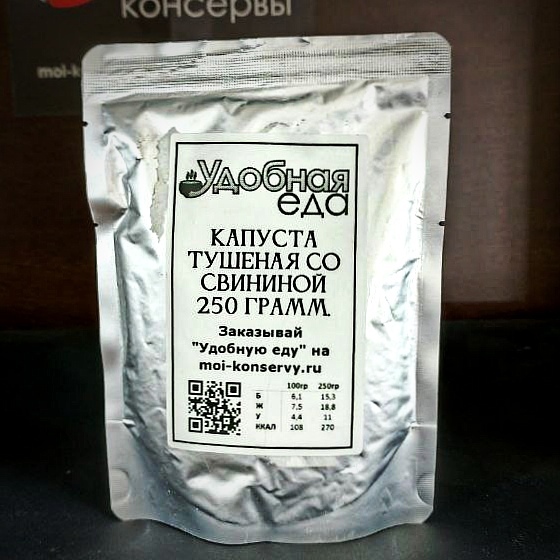 консервы
moi-k
Удобная
еда
КАПУСТА
ТУШЕНАЯ СО
СВИНИНОЙ
250 ГРАММ.
Заказывай
"Удобную еду" на
moi-konservy.ru
100гр 250гр
Б 6,1 15,3
Ж 7,5 18,8
У 4,4 11
ККАЛ 108 270